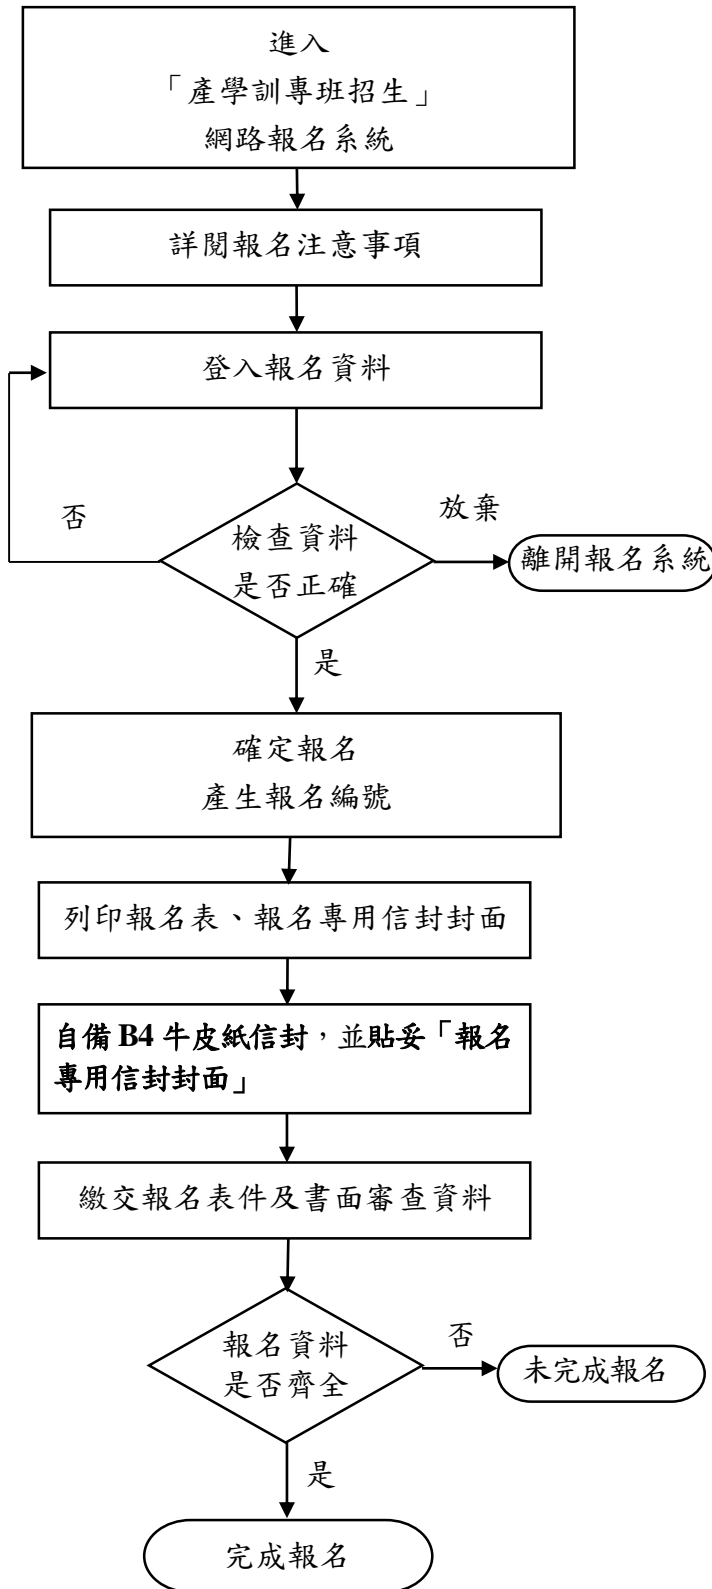 進入
「產學訓專班招生」
網路報名系統
詳閱報名注意事項
登入報名資料
否
檢查資料
是否正確
放棄
離開報名系統
是
確定報名
產生報名編號
列印報名表、報名專用信封封面
自備 B4 牛皮紙信封，並貼妥「報名
專用信封封面」
繳交報名表件及書面審查資料
報名資料
是否齊全
否
未完成報名
是
完成報名